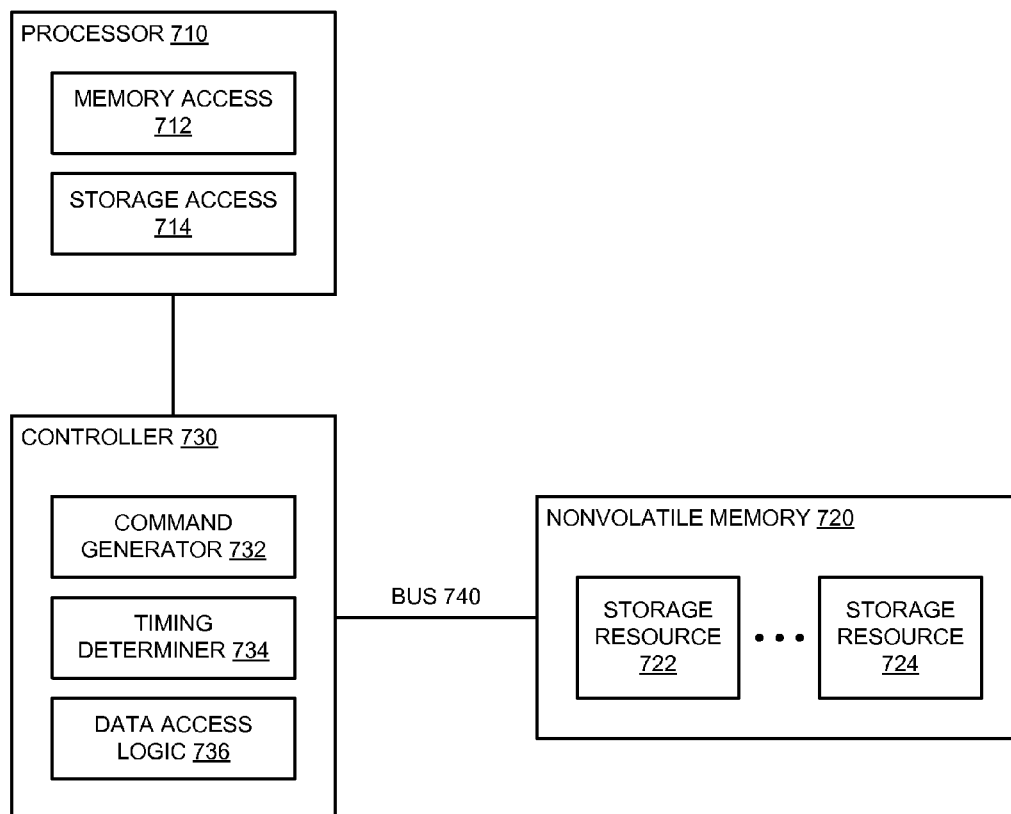 PROCESSOR 710
MEMORY ACCESS
712
STORAGE ACCESS
714
CONTROLLER 730
COMMAND
GENERATOR 732
TIMING
DETERMINER 734
DATA ACCESS
LOGIC 736
BUS 740
NONVOLATILE MEMORY 720
STORAGE
RESOURCE
722
STORAGE
RESOURCE
724